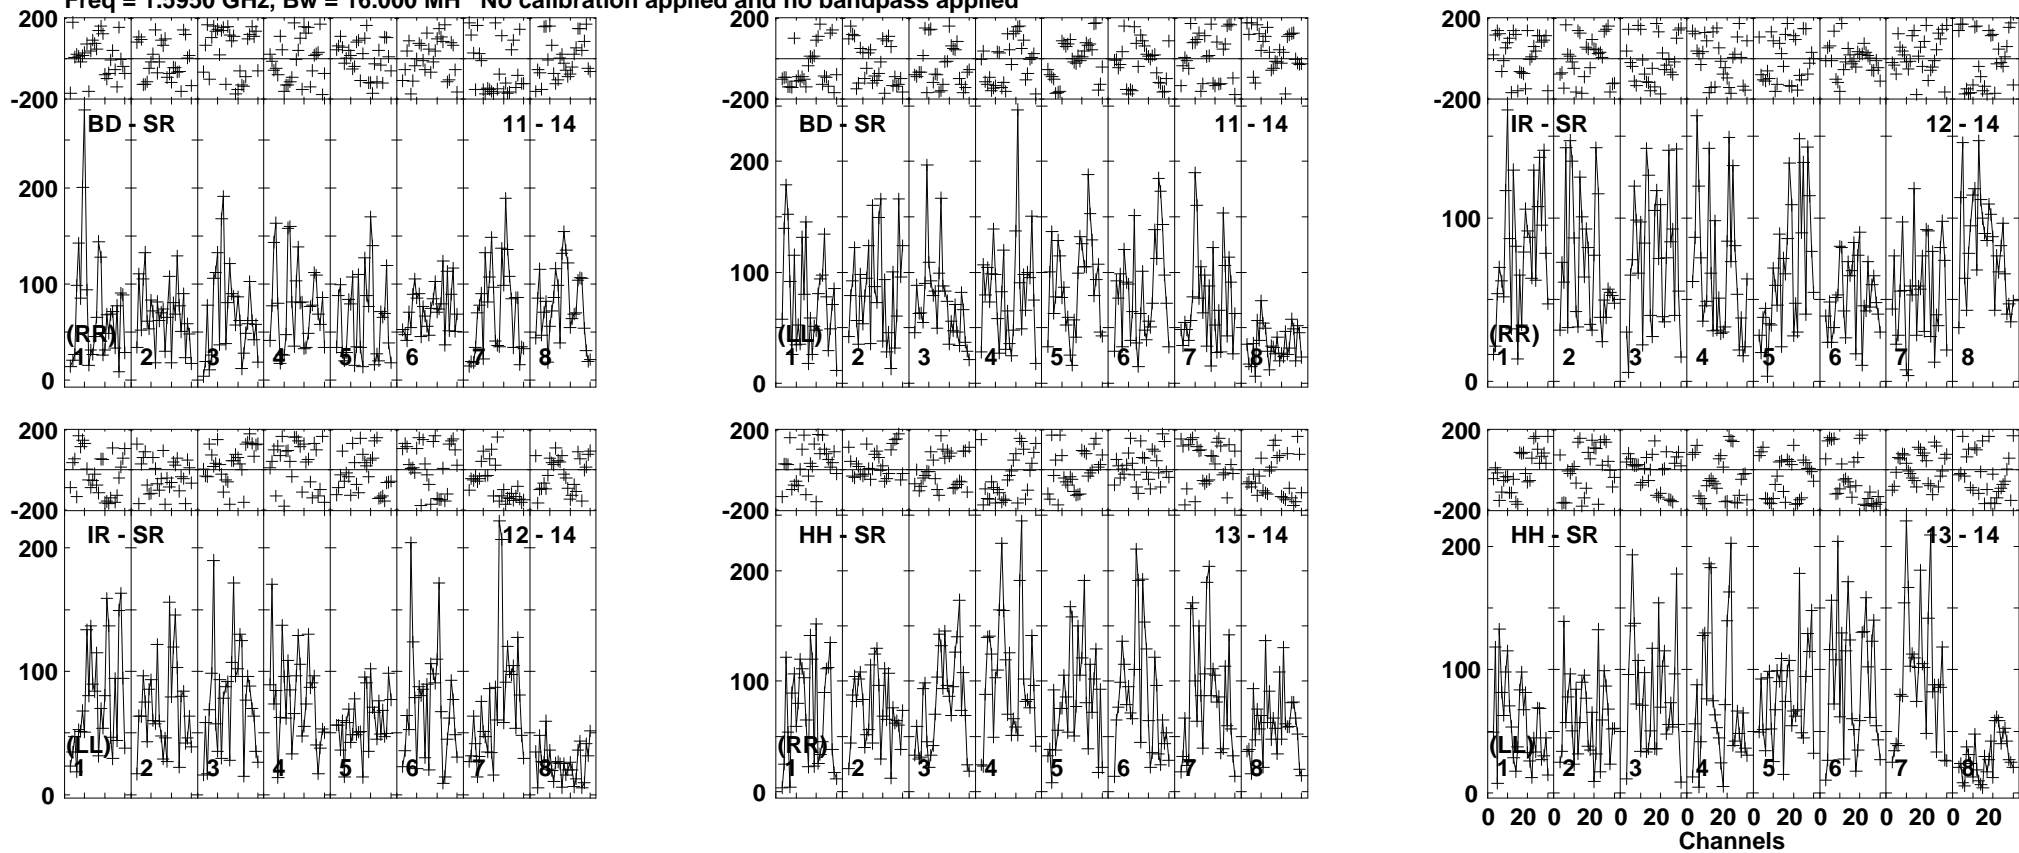 Freq = 1.5950 GHz, Bw = 16.000 MH No calibration applied and no bandpass applied
200
-200
BD - SR 11 - 14
200
100
0
(RR)
1 2 3 4 5 6 7 8
200
-200
BD - SR 11 - 14
200
100
0
(LL)
1 2 3 4 5 6 7 8
200
-200
IR - SR 12 - 14
100
0
(RR)
1 2 3 4 5 6 7 8
200
-200
IR - SR 12 - 14
200
100
0
(LL)
1 2 3 4 5 6 7 8
200
-200
HH - SR 13 - 14
200
100
0
(RR)
1 2 3 4 5 6 7 8
200
-200
HH - SR 13 - 14
200
100
0
(LL)
1 2 3 4 5 6 7 8
0 20 0 20 0 20 0 20 0 20 0 20 0 20 0 20
Channels